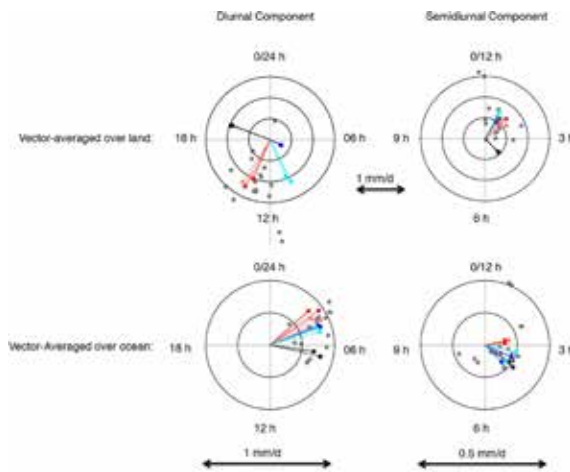 Diurnal Component
Semidiurnal Component
0/24 h
0/12 h
Vector-averaged over land:
18 h
06 h
9 h
3 h
1 mm/d
12 h
6 h
0/24 h
0/12 h
Vector-Averaged over ocean:
18 h
06 h
9 h
3 h
12 h
6 h
1 mm/d
0.5 mm/d